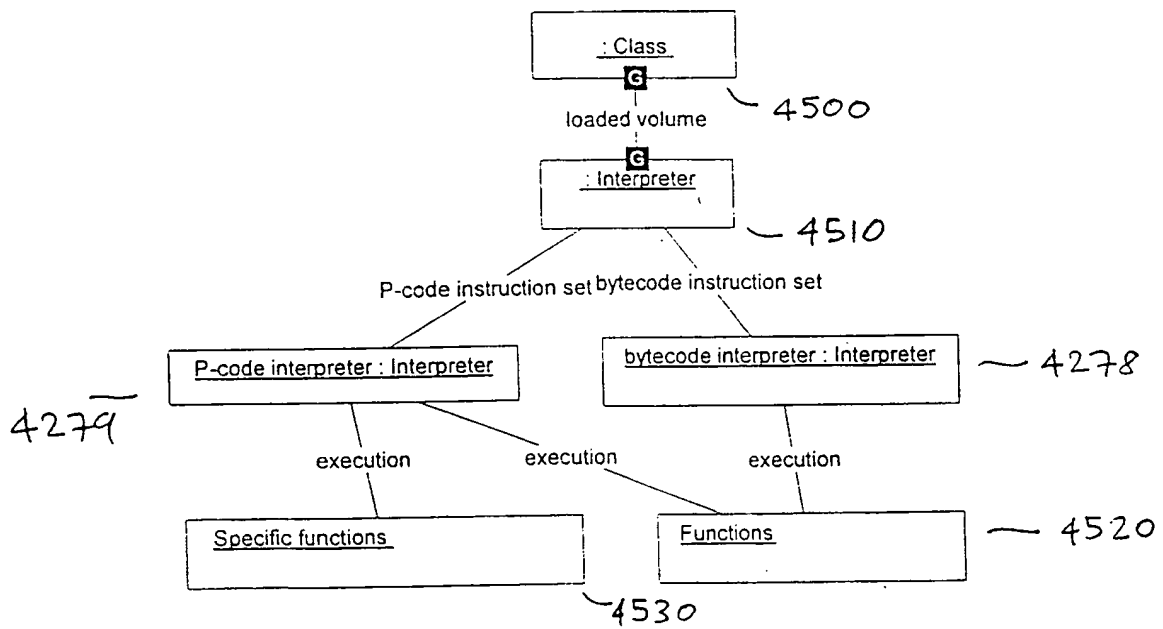 : Class
G
4500
loaded volume
G
: Interpreter
4510
P-code instruction set bytecode instruction set
P-code interpreter : Interpreter
bytecode interpreter : Interpreter
4278
4279
execution
execution
execution
Specific functions
Functions
4520
4530